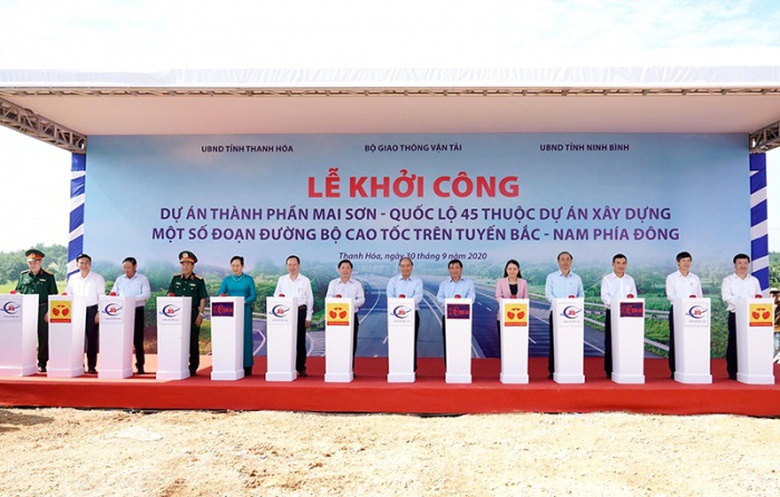 UBND TỈNH THANH HÓA BỘ GIAO THÔNG VẬN TẢI UBND TỈNH NINH BÌNH
LỄ KHỞI CÔNG
DỰ ÁN THÀNH PHẦN MAI SƠN - QUỐC LỘ 45 THUỘC DỰ ÁN XÂY DỰNG
MỘT SỐ ĐOẠN ĐƯỜNG BỘ CAO TỐC TRÊN TUYẾN BẮC - NAM PHÍA ĐÔNG
Thanh Hóa, ngày 30 tháng 9 năm 2020